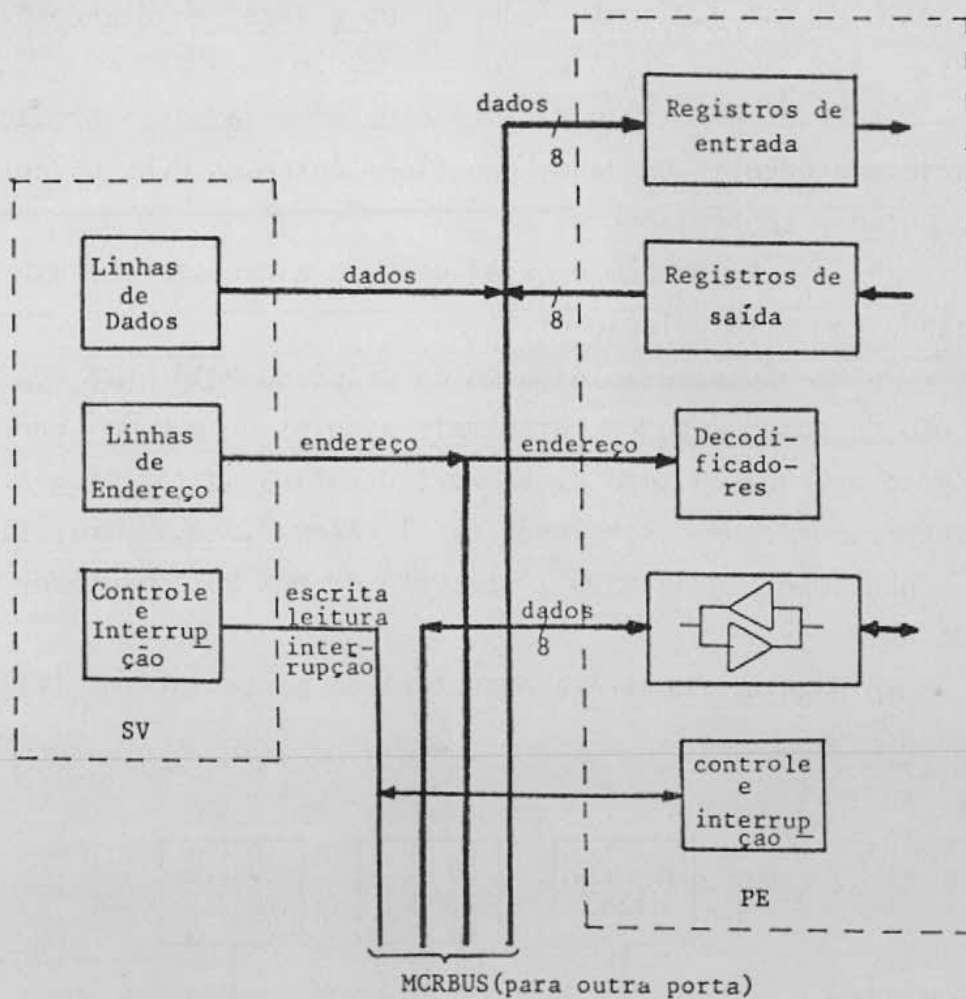 dados
8
Registros de
entrada
Linhas
de
Dados
dados
8
Registros de
saída
Linhas
de
Endereço
endereço
endereço
Decodi-
ficado-
res
Controle
e
Interrup
ção
escrita
leitura
inter-
rupção
dados
8
SV
controle
e
interrup
ção
PE
MCRBUS(para outra porta)